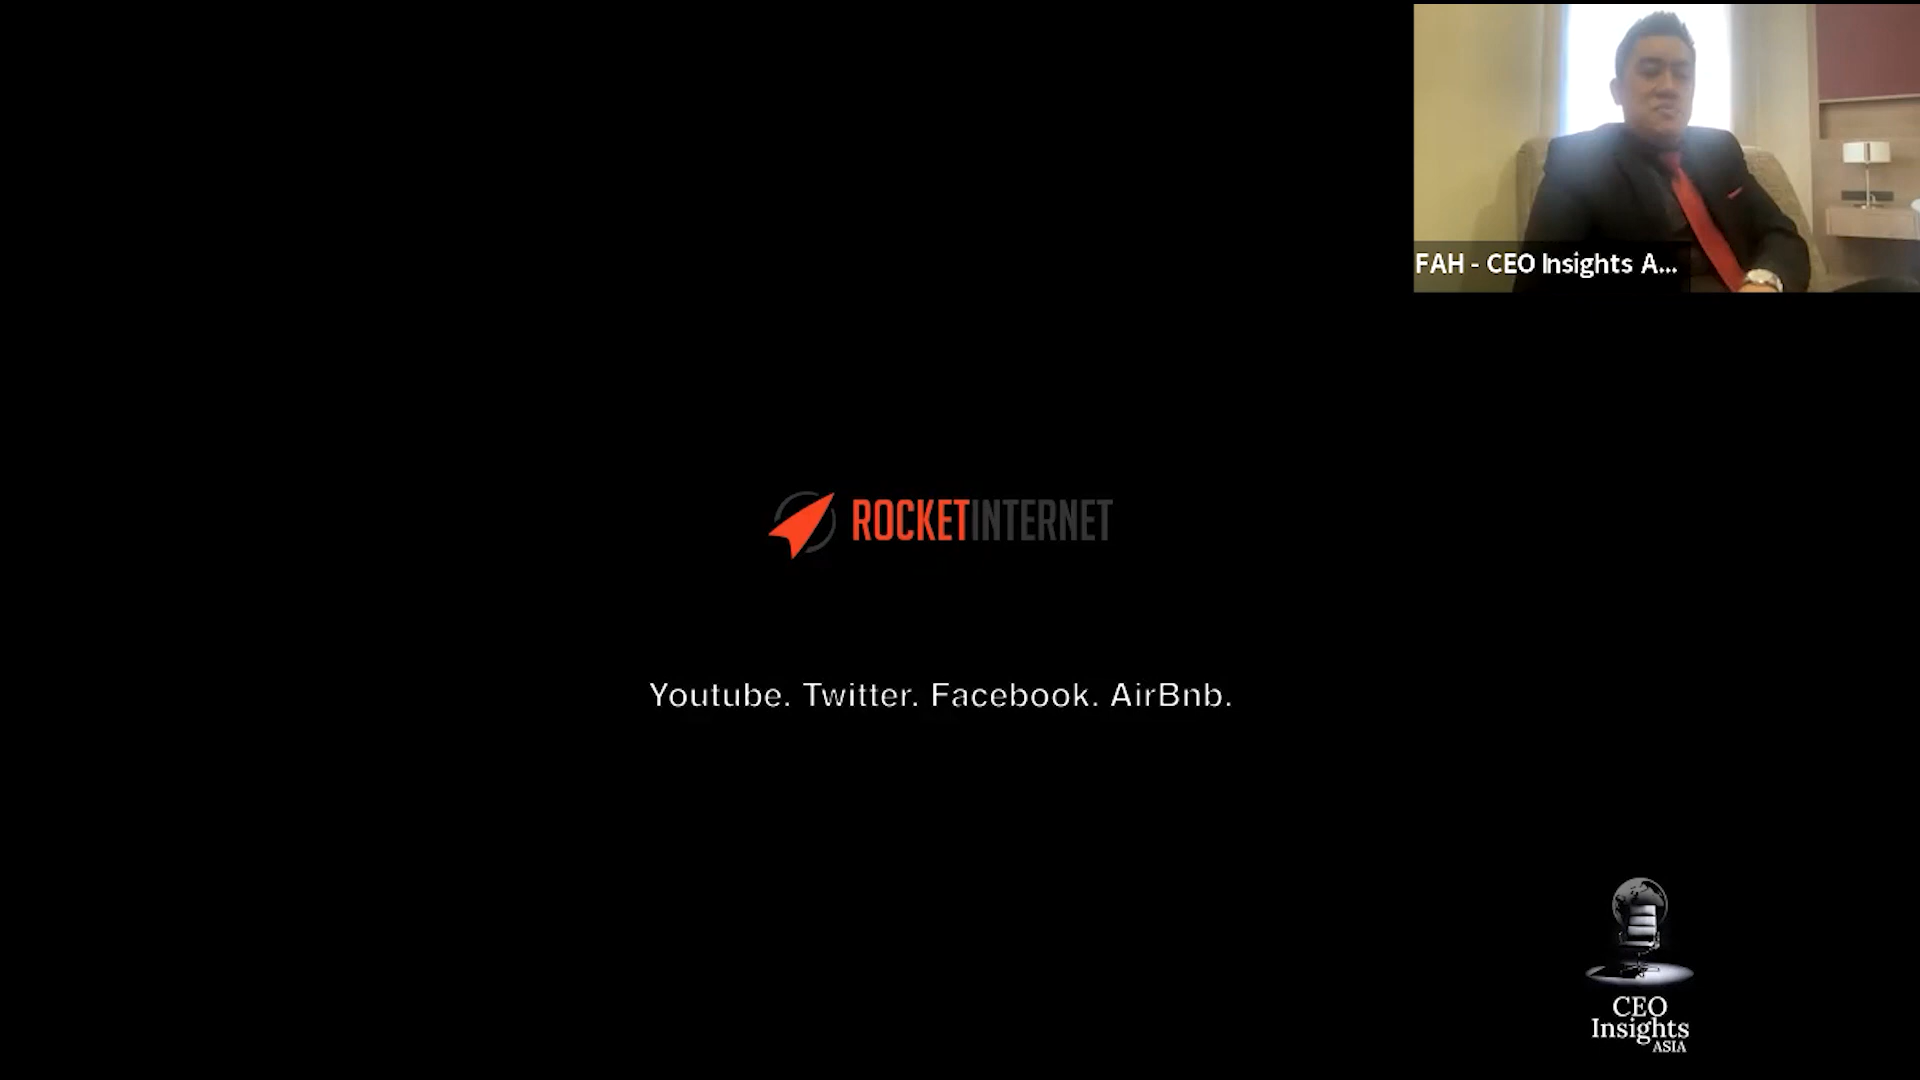 FAH - CEO Insights A...
ROCKETINTERNET
Youtube. Twitter. Facebook. AirBnb.
CEO
Insights
ASIA